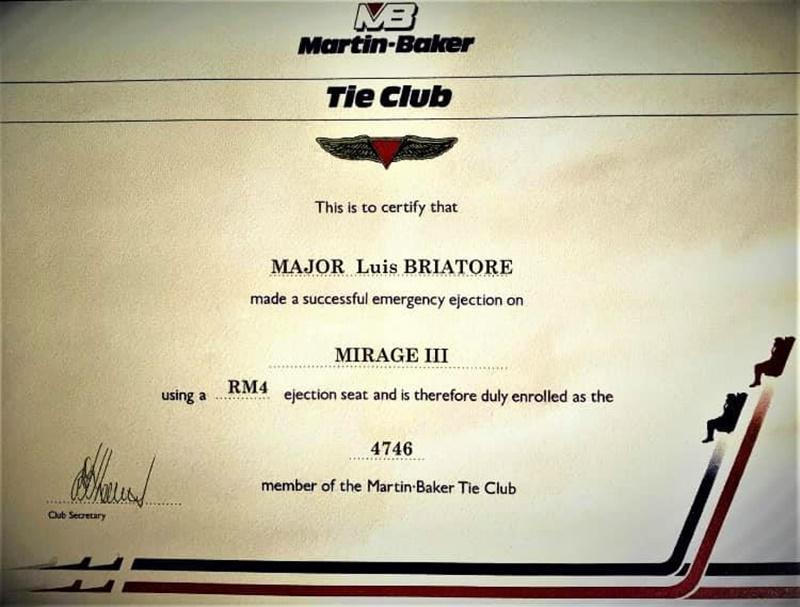 MB
Martin-Baker
Tie Club
This is to certify that
MAJOR Luis BRIATORE
made a successful emergency ejection on
MIRAGE III
using a RM4 ejection seat and is therefore duly enrolled as the
4746
member of the Martin-Baker Tie Club
Club Secretary